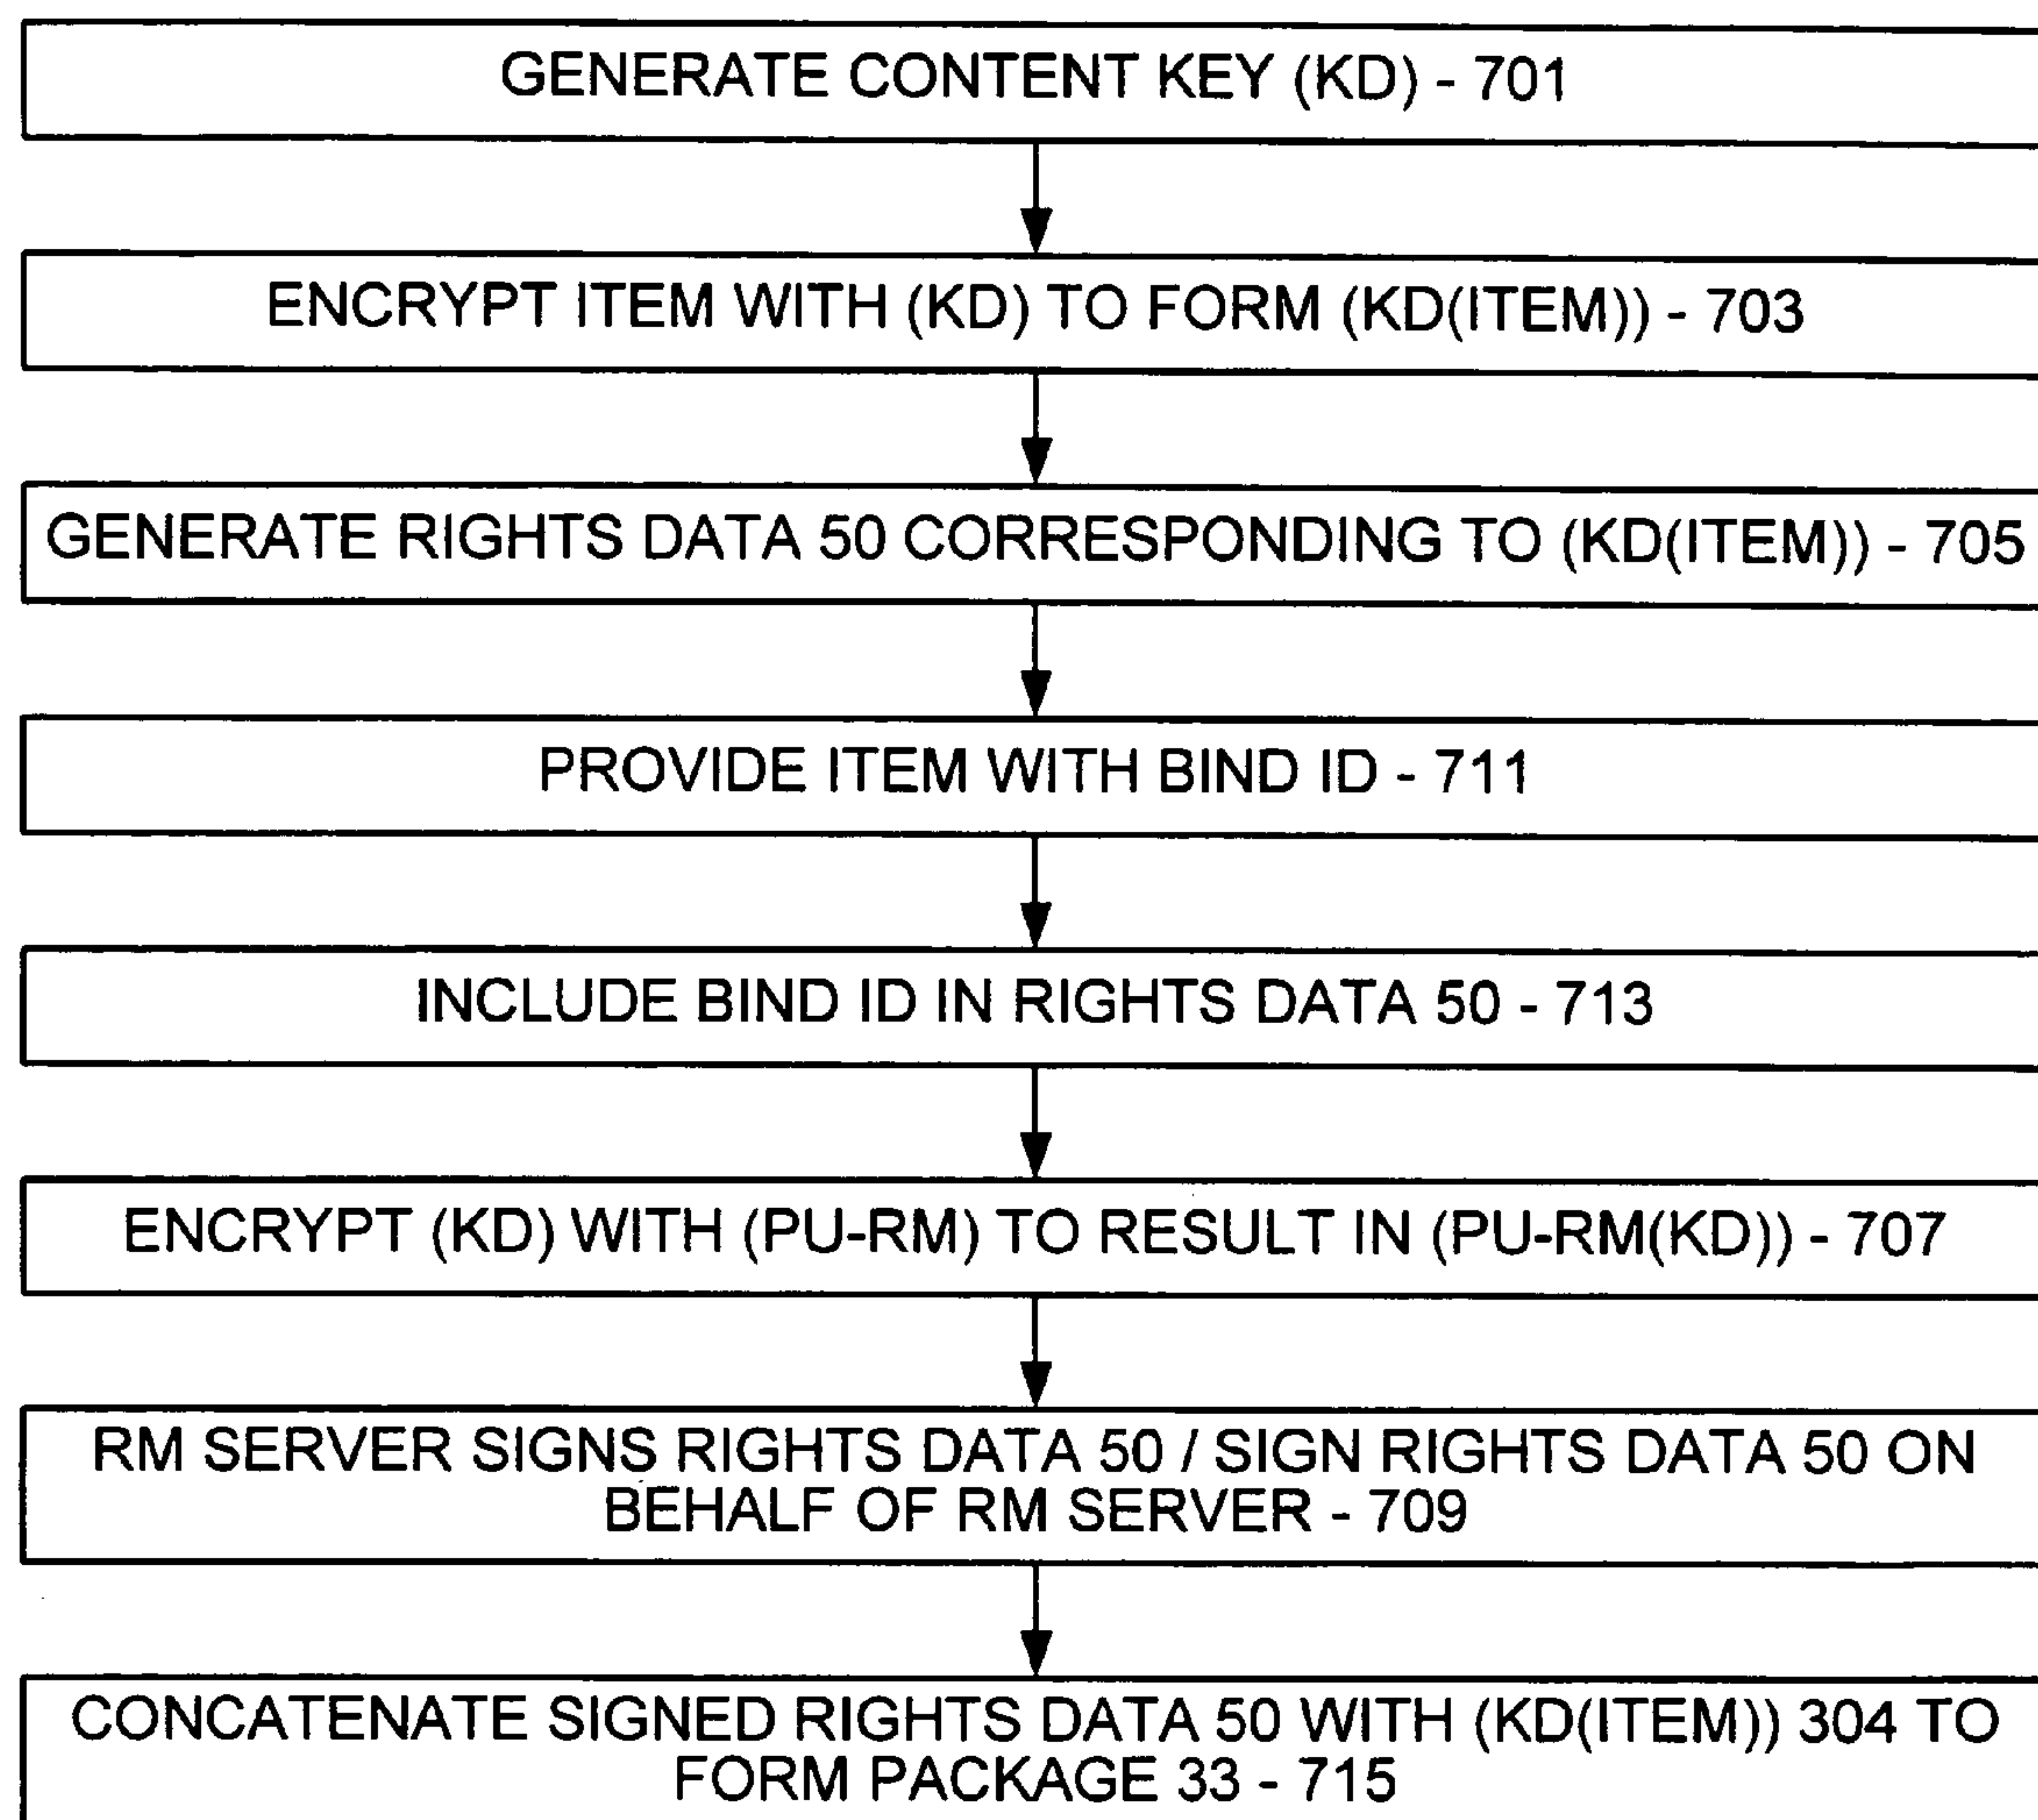 GENERATE CONTENT KEY (KD) - 701
ENCRYPT ITEM WITH (KD) TO FORM (KD(ITEM)) - 703
GENERATE RIGHTS DATA 50 CORRESPONDING TO (KD(ITEM)) - 705
PROVIDE ITEM WITH BIND ID - 711
INCLUDE BIND ID IN RIGHTS DATA 50 - 713
ENCRYPT (KD) WITH (PU-RM) TO RESULT IN (PU-RM(KD)) - 707
RM SERVER SIGNS RIGHTS DATA 50 / SIGN RIGHTS DATA 50 ON
BEHALF OF RM SERVER - 709
CONCATENATE SIGNED RIGHTS DATA 50 WITH (KD(ITEM)) 304 TO
FORM PACKAGE 33 - 715